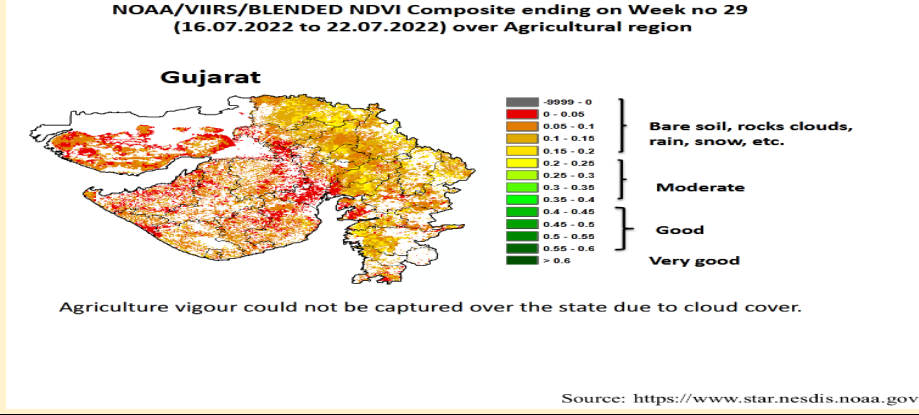 NOAA/VIIRS/BLENDED NDVI Composite ending on Week no 29
(16.07.2022 to 22.07.2022) over Agricultural region
Gujarat
-9999 - 0
0 - 0.05
0.05 - 0.1
0.1 - 0.15
0.15 - 0.2
0.2 - 0.25
0.25 - 0.3
0.3 - 0.35
0.35 - 0.4
0.4 - 0.45
0.45 - 0.5
0.5 - 0.55
0.55 - 0.6
> 0.6
Bare soil, rocks clouds,
rain, snow, etc.
Moderate
Good
Very good
Agriculture vigour could not be captured over the state due to cloud cover.
Source: https://www.star.nesdis.noaa.gov